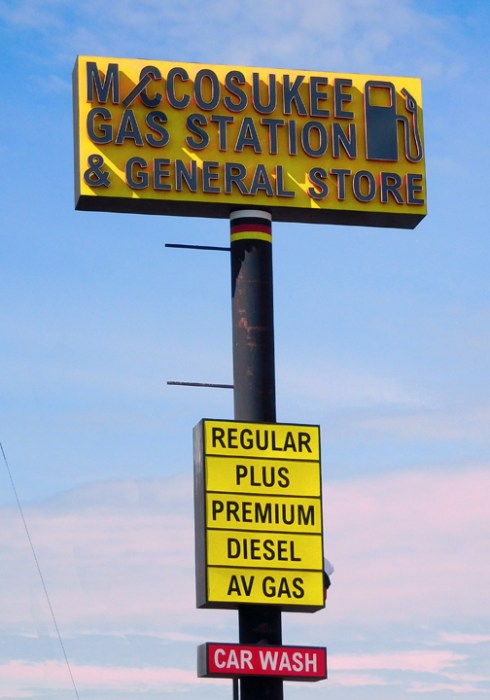 MICCOSUKEE
GAS STATION
& GENERAL STORE
REGULAR
PLUS
PREMIUM
DIESEL
AV GAS
CAR WASH